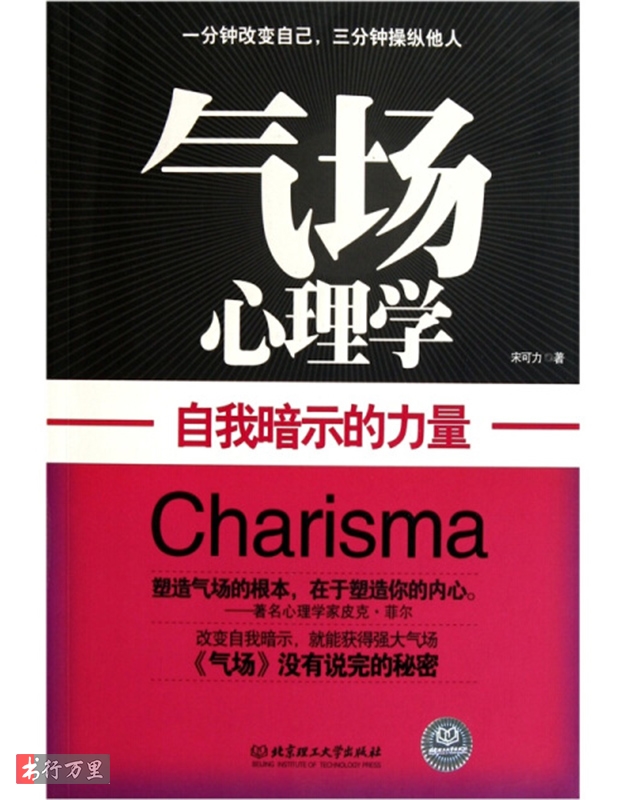 一分钟改变自己，三分钟操纵他人
气场
心理学
宋可力 著
自我暗示的力量
Charisma
塑造气场的根本，在于塑造你的内心。
——著名心理学家皮克·菲尔
改变自我暗示，就能获得强大气场
《气场》没有说完的秘密
北京理工大学出版社
BEIJING INSTITUTE OF TECHNOLOGY PRESS
书行万里